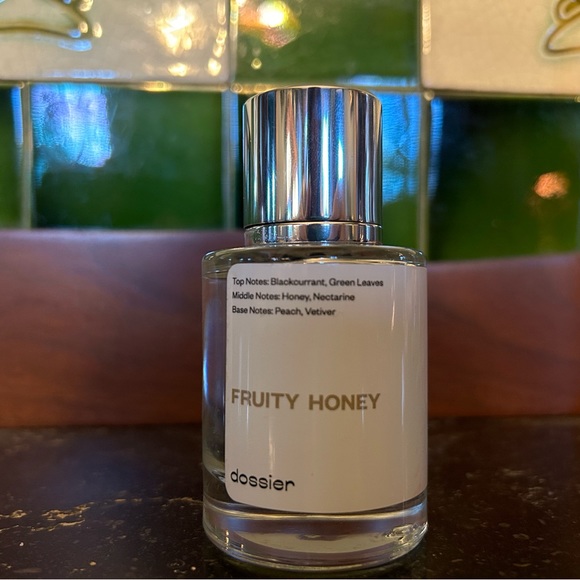 Top Notes: Blackcurrant, Green Leaves
Middle Notes: Honey, Nectarine
Base Notes: Peach, Vetiver
FRUITY HONEY
dossier